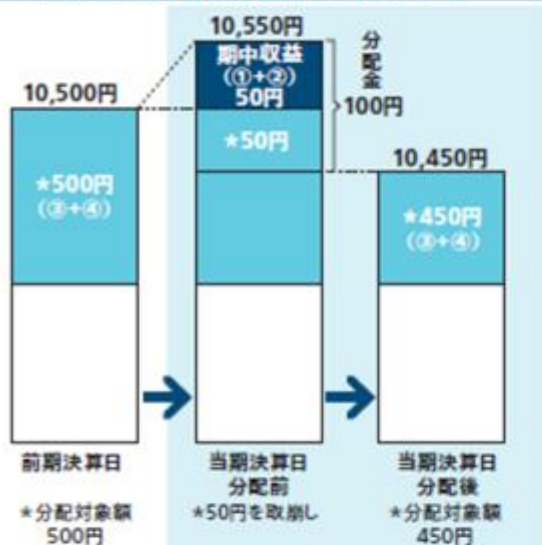 10,500円
★500円
(③+④)
前期決算日
★分配対象額
500円
10,550円
期中収益
(①+②)
50円
★50円
分配金
100円
当期決算日
分配前
★50円を取崩し
10,450円
★450円
(③+④)
当期決算日
分配後
★分配対象額
450円